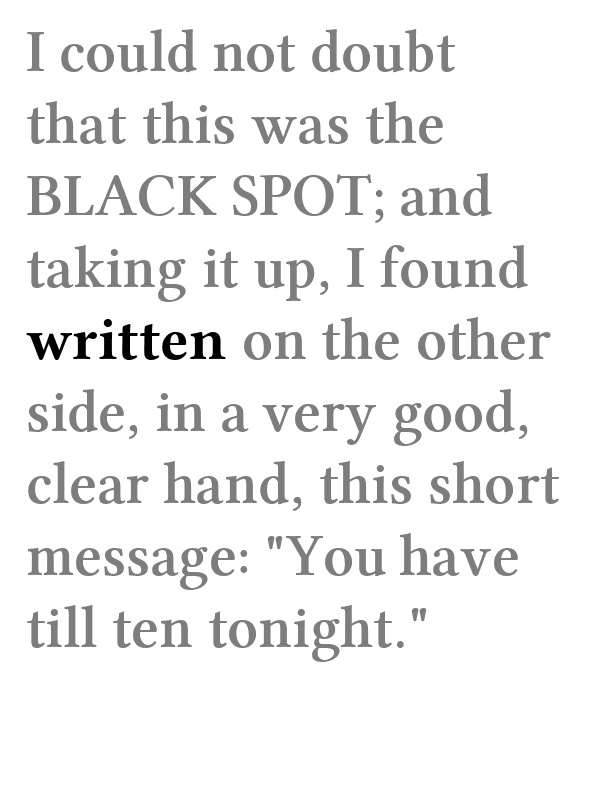 I could not doubt
that this was the
BLACK SPOT; and
taking it up, I found
written on the other
side, in a very good,
clear hand, this short
message: "You have
till ten tonight."